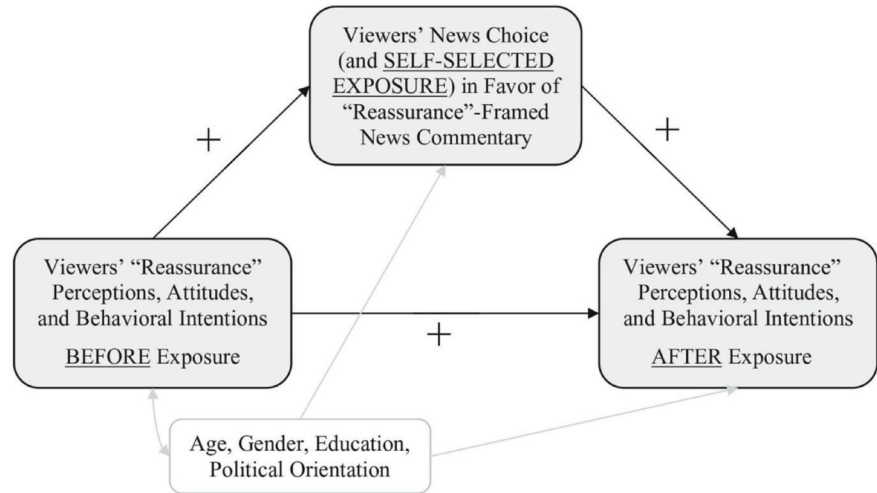 Viewers’ News Choice
(and SELF-SELECTED
EXPOSURE) in Favor of
“Reassurance”-Framed
News Commentary
+
+
Viewers’ “Reassurance”
Perceptions, Attitudes,
and Behavioral Intentions
BEFORE Exposure
+
Viewers’ “Reassurance”
Perceptions, Attitudes,
and Behavioral Intentions
AFTER Exposure
Age, Gender, Education,
Political Orientation